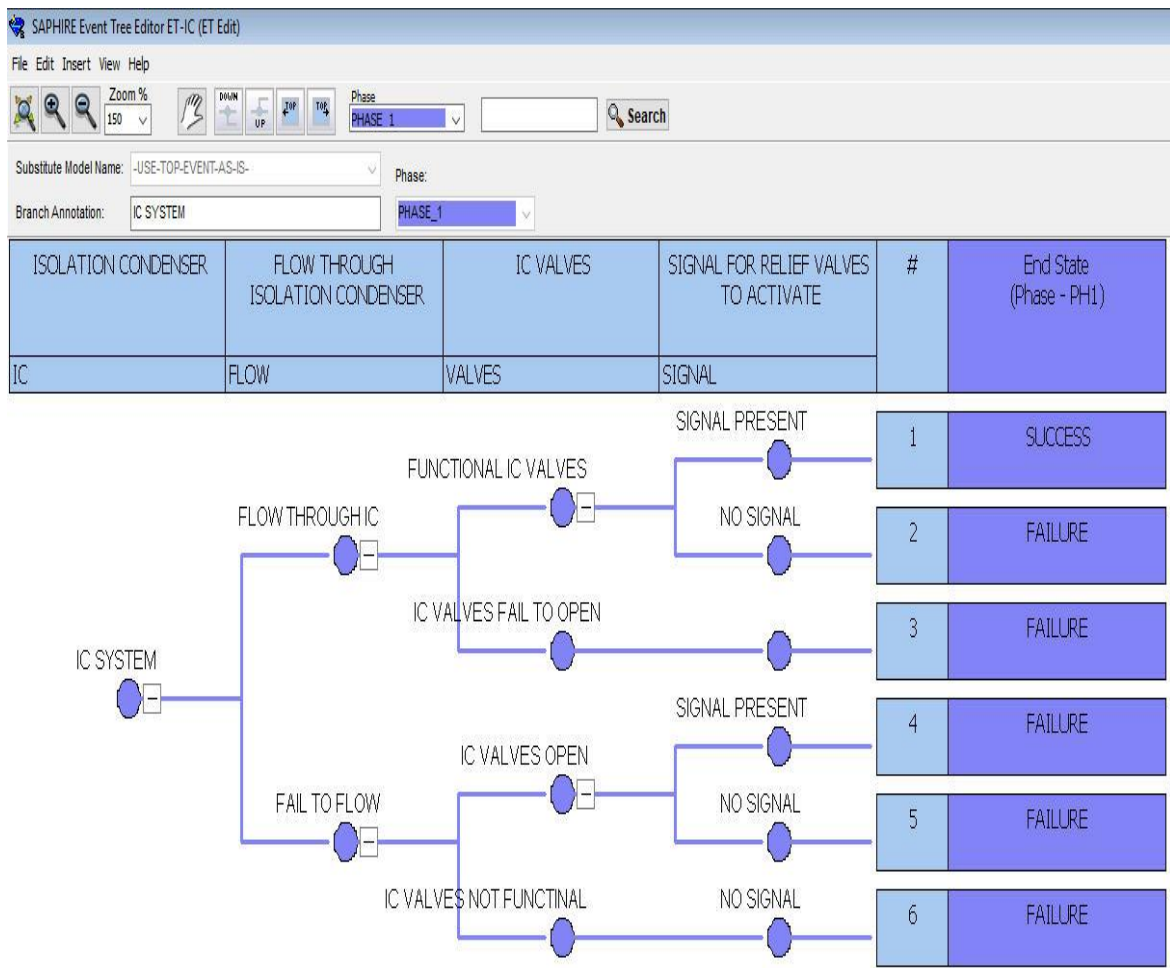 SAPHIRE Event Tree Editor ET-IC (ET Edit)
File Edit Insert View Help
Zoom %
150
DOWN
UP
TOP
TOP
Phase
PHASE_1
Search
Substitute Model Name: -USE-TOP-EVENT-AS-IS-
Phase:
Branch Annotation: IC SYSTEM
PHASE_1
ISOLATION CONDENSER
FLOW THROUGH
ISOLATION CONDENSER
IC VALVES
SIGNAL FOR RELIEF VALVES
TO ACTIVATE
#
End State
(Phase - PH1)
IC
FLOW
VALVES
SIGNAL
SIGNAL PRESENT
1 SUCCESS
FUNCTIONAL IC VALVES
FLOW THROUGH IC
NO SIGNAL
2 FAILURE
IC VALVES FAIL TO OPEN
3 FAILURE
IC SYSTEM
SIGNAL PRESENT
4 FAILURE
IC VALVES OPEN
FAIL TO FLOW
NO SIGNAL
5 FAILURE
IC VALVES NOT FUNCTINAL
NO SIGNAL
6 FAILURE